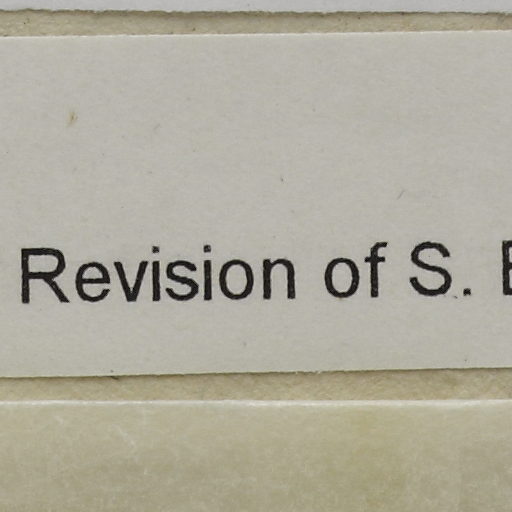 Revision of S.